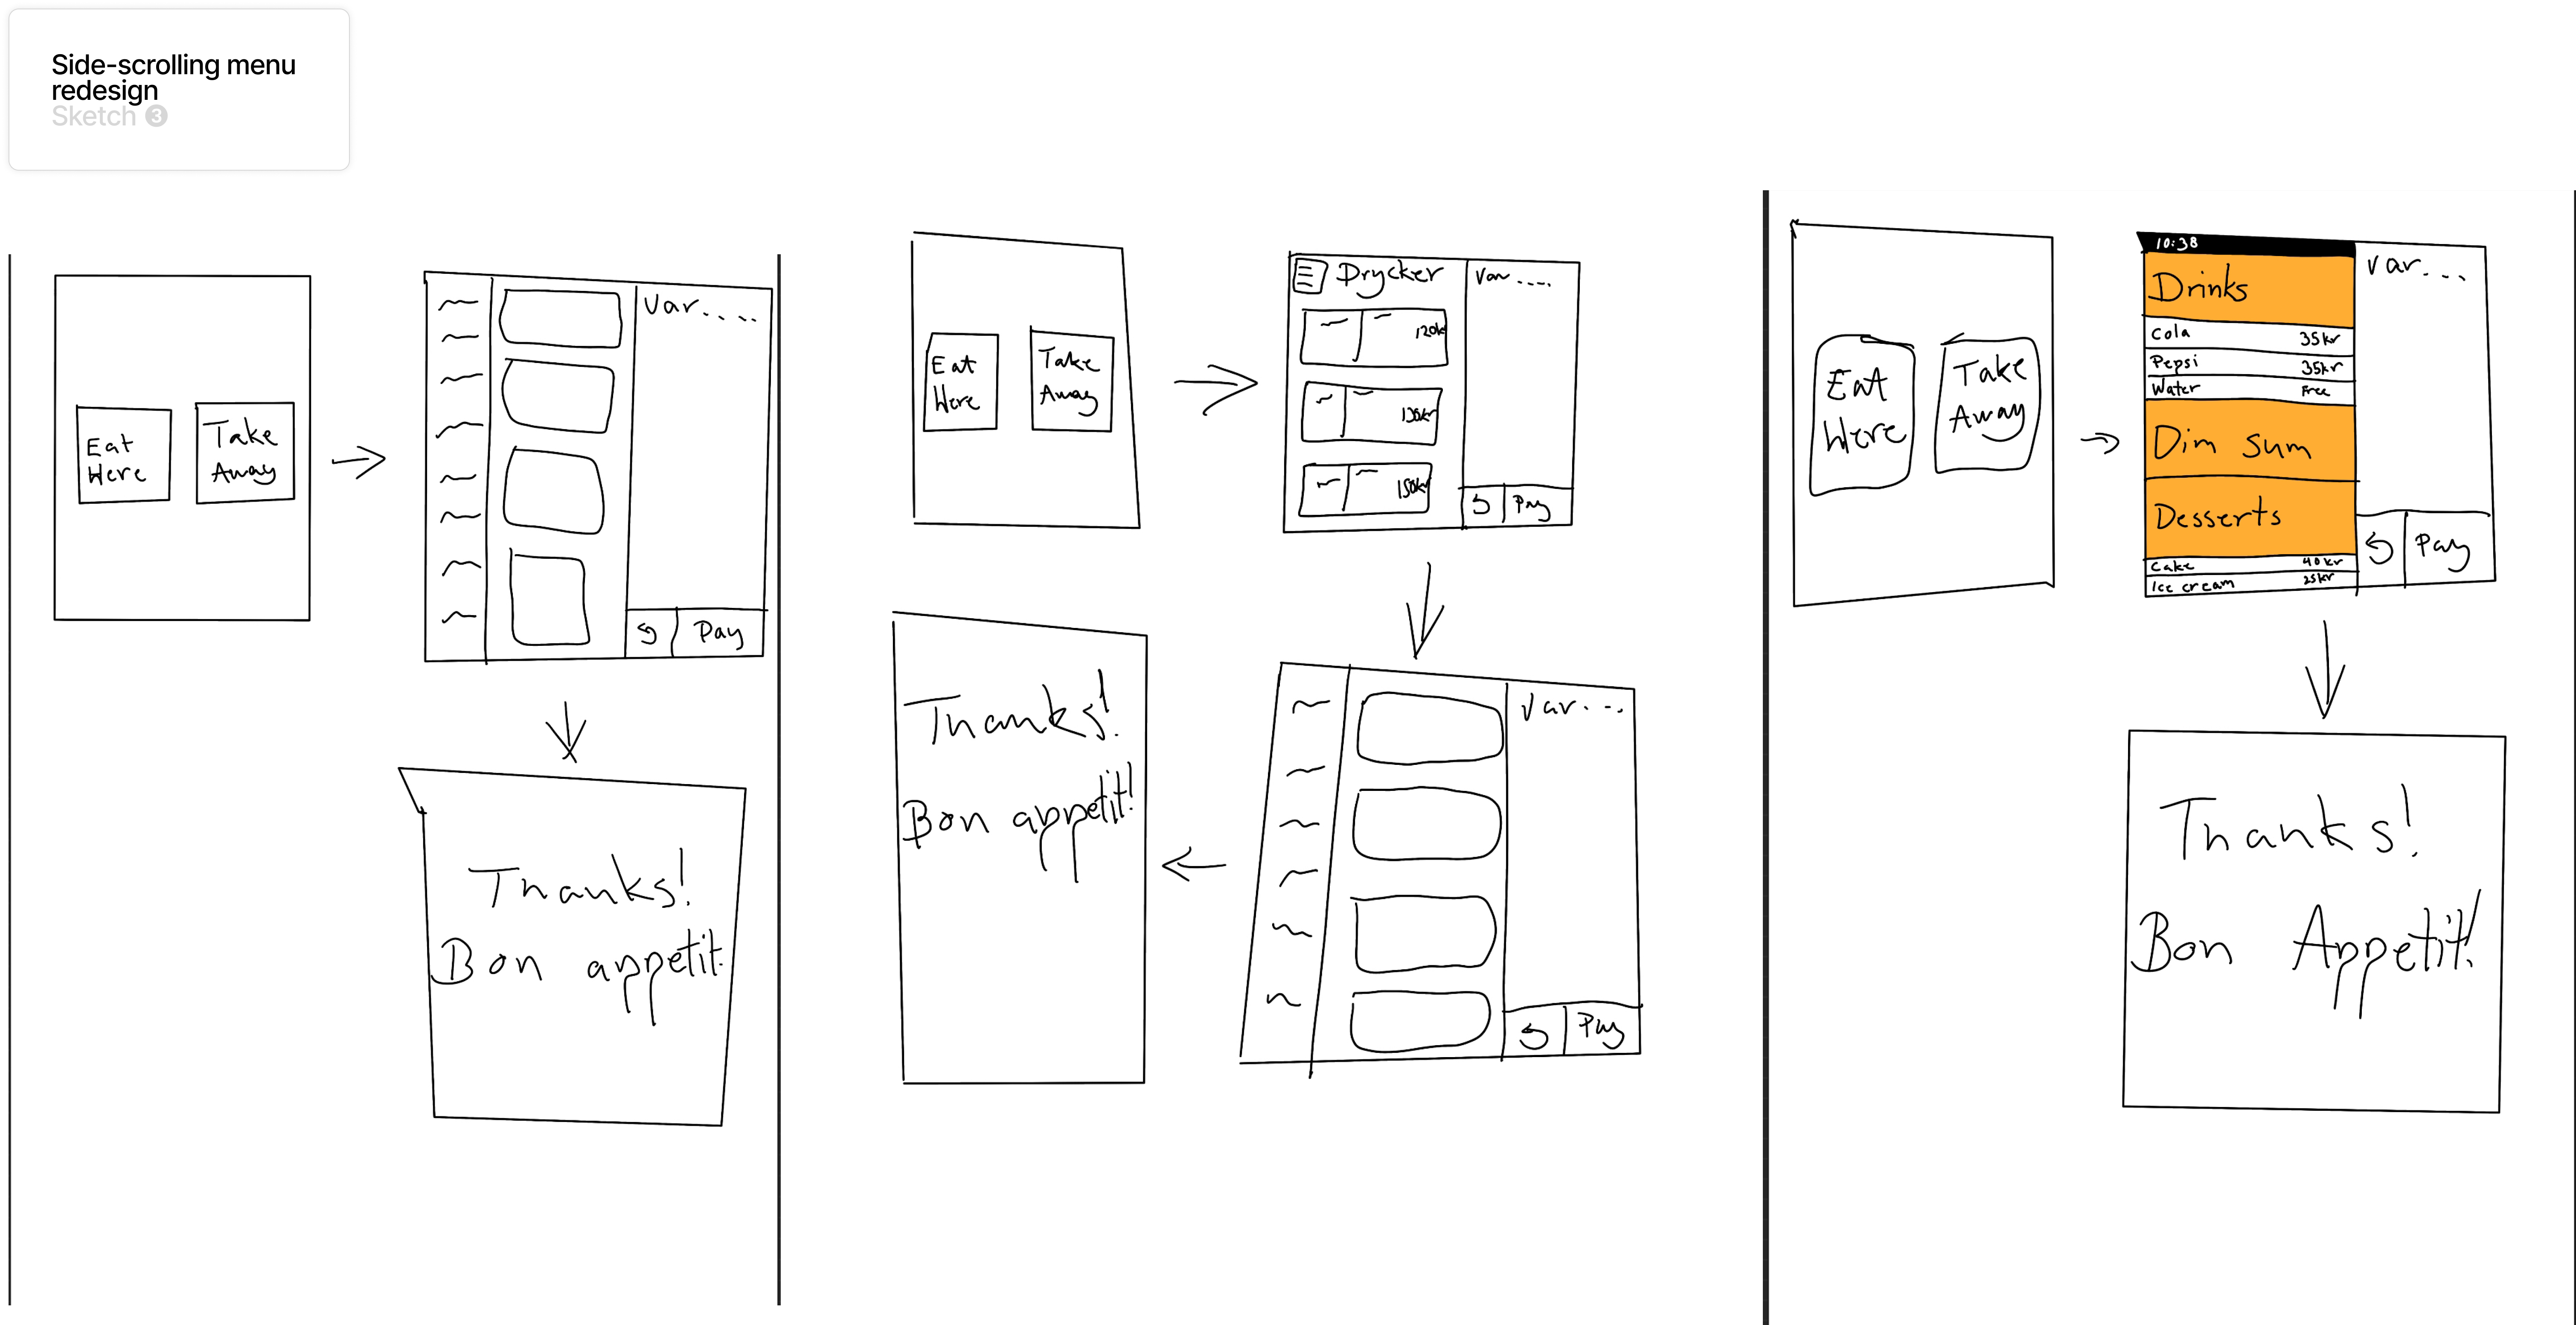 Side-scrolling menu
redesign
Sketch 3
Eat
Here
Take
Away
Var....
Pay
Thanks!
Bon appetit!
Eat
Here
Take
Away
Drycker
120kr
150kr
Var....
Pay
Var...
Pay
Thanks!
Bon appetit!
Eat
Here
Take
Away
10:38
Drinks
Cola 35kr
Pepsi 35kr
Water Free
Dim sum
Desserts
Cake 40kr
Ice cream 25kr
Var...
Pay
Thanks!
Bon Appetit!